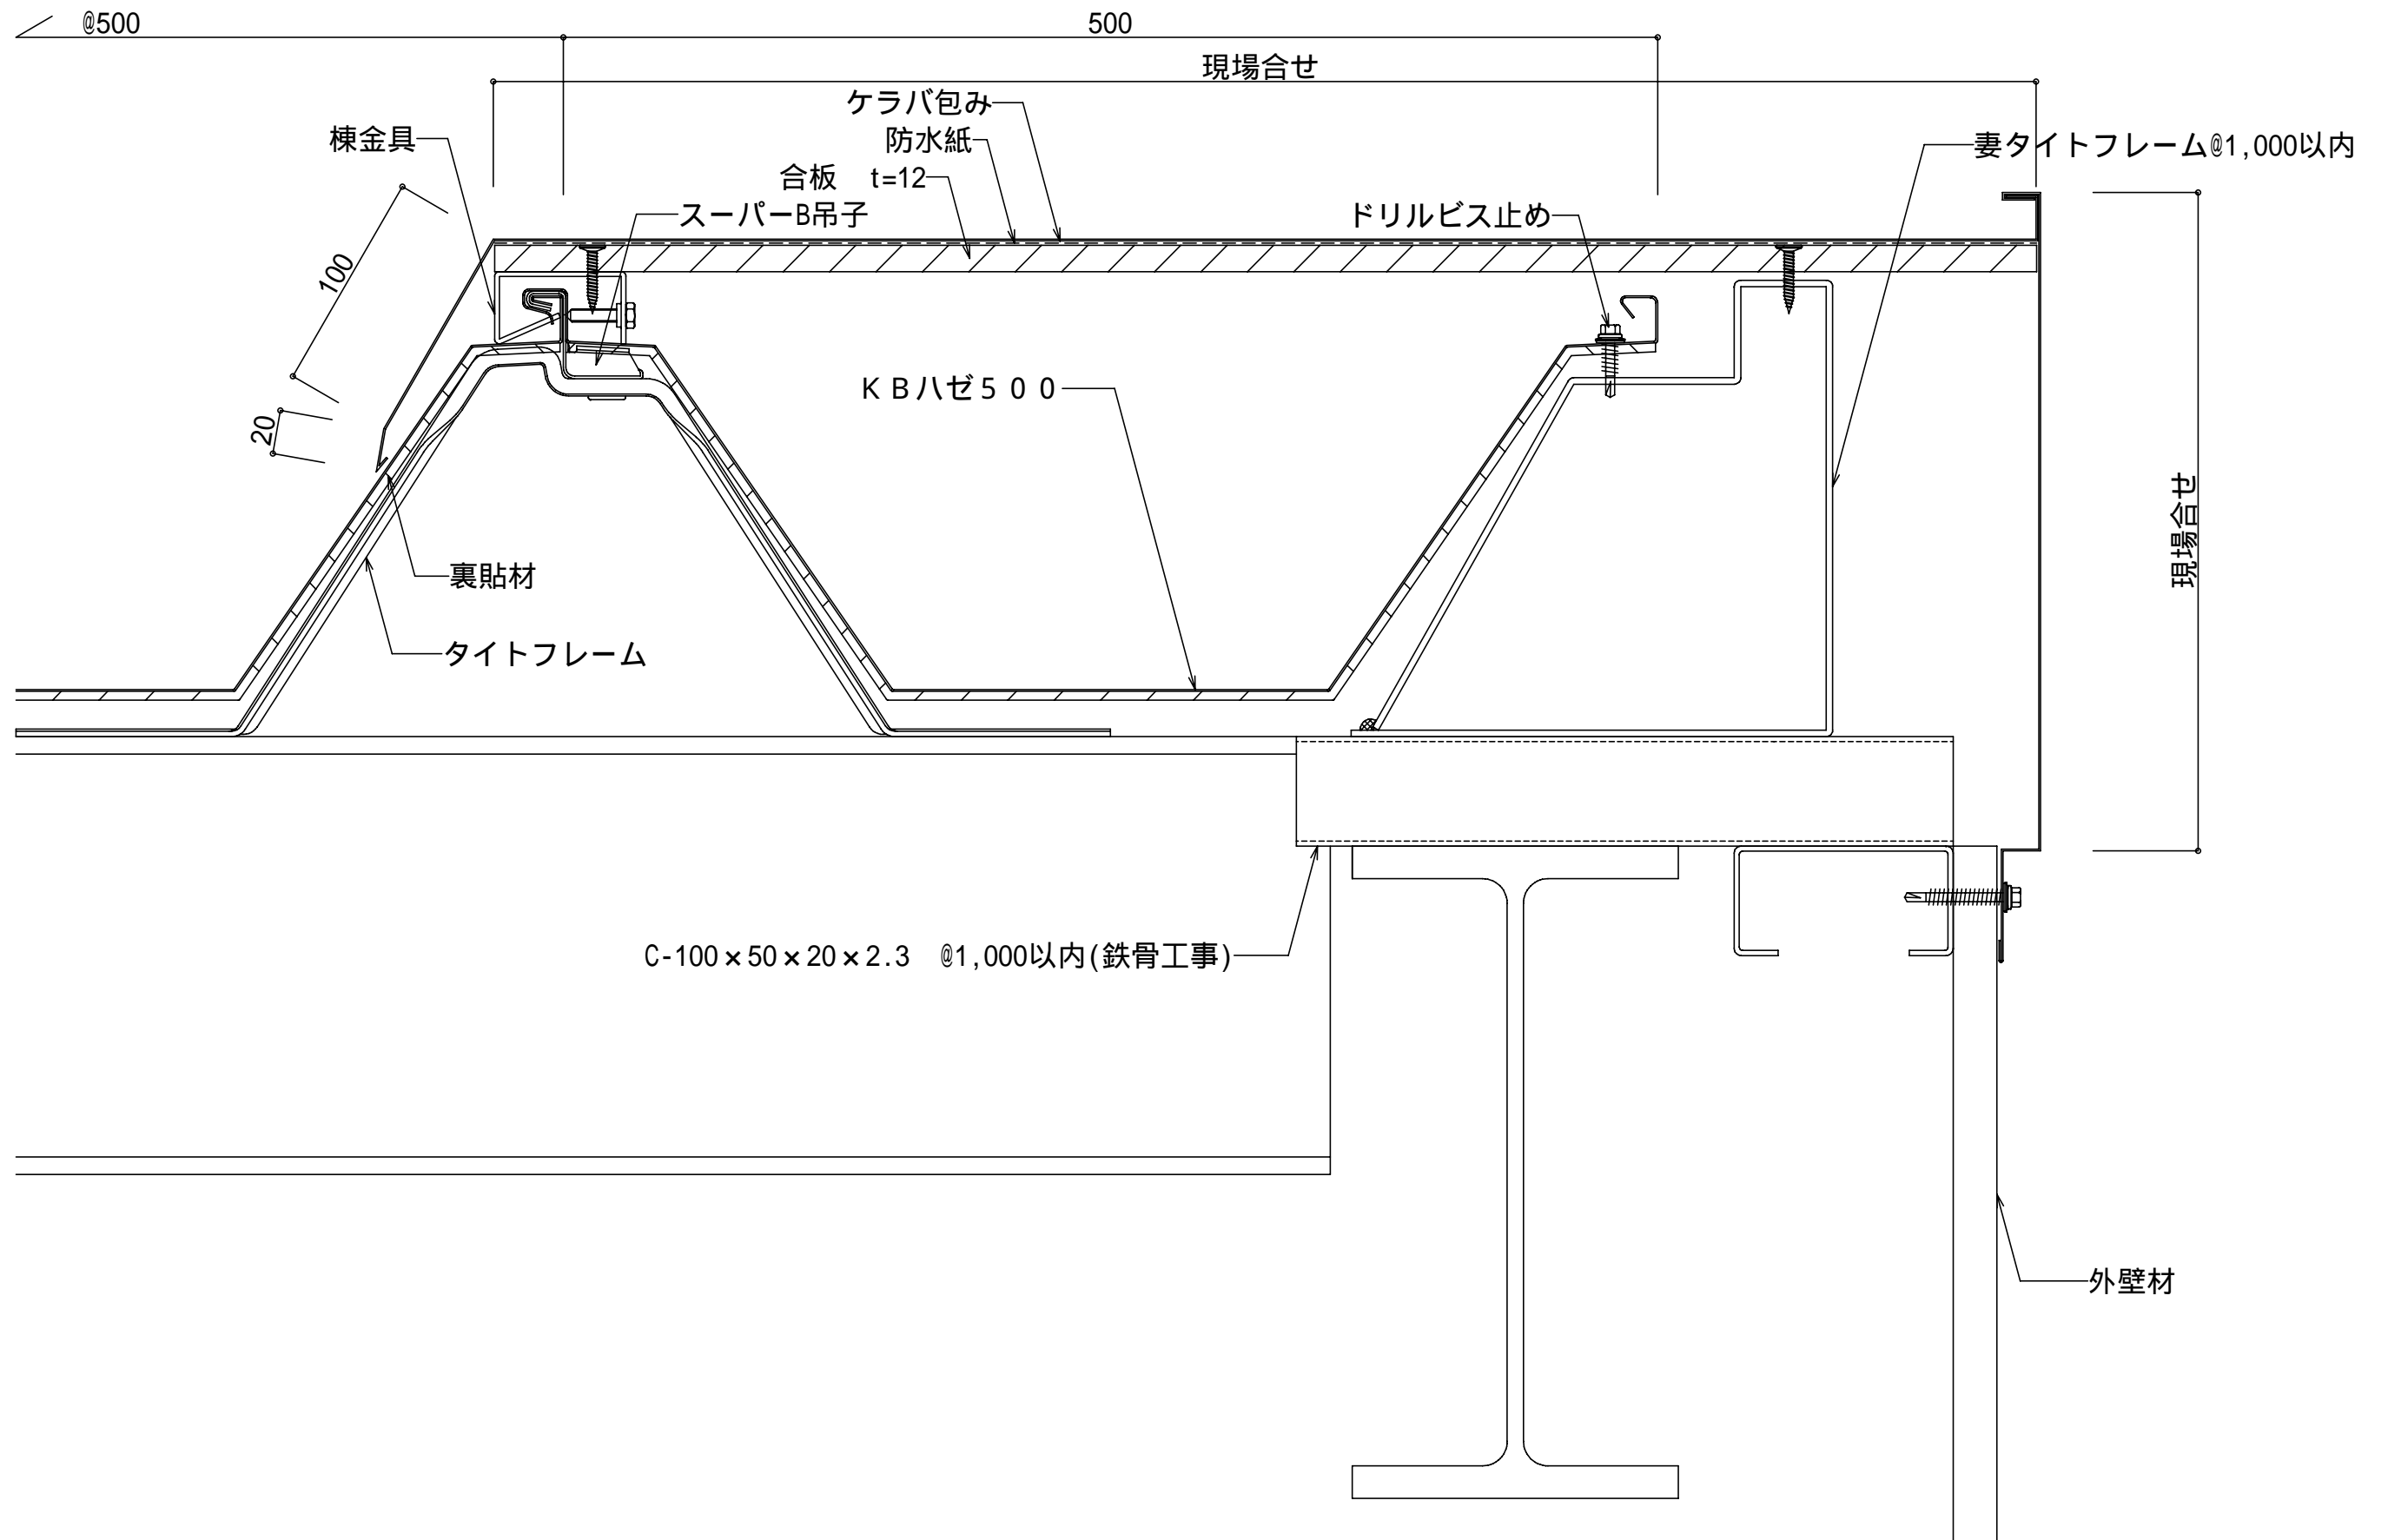 @500
500
現場合せ
ケラバ包み
棟金具
防水紙
妻タイトフレーム@1,000以内
合板 t=12
スーパーB吊子
ドリルビス止め
100
KBハゼ500
20
現場合せ
裏貼材
タイトフレーム
C-100×50×20×2.3 @1,000以内(鉄骨工事)
外壁材